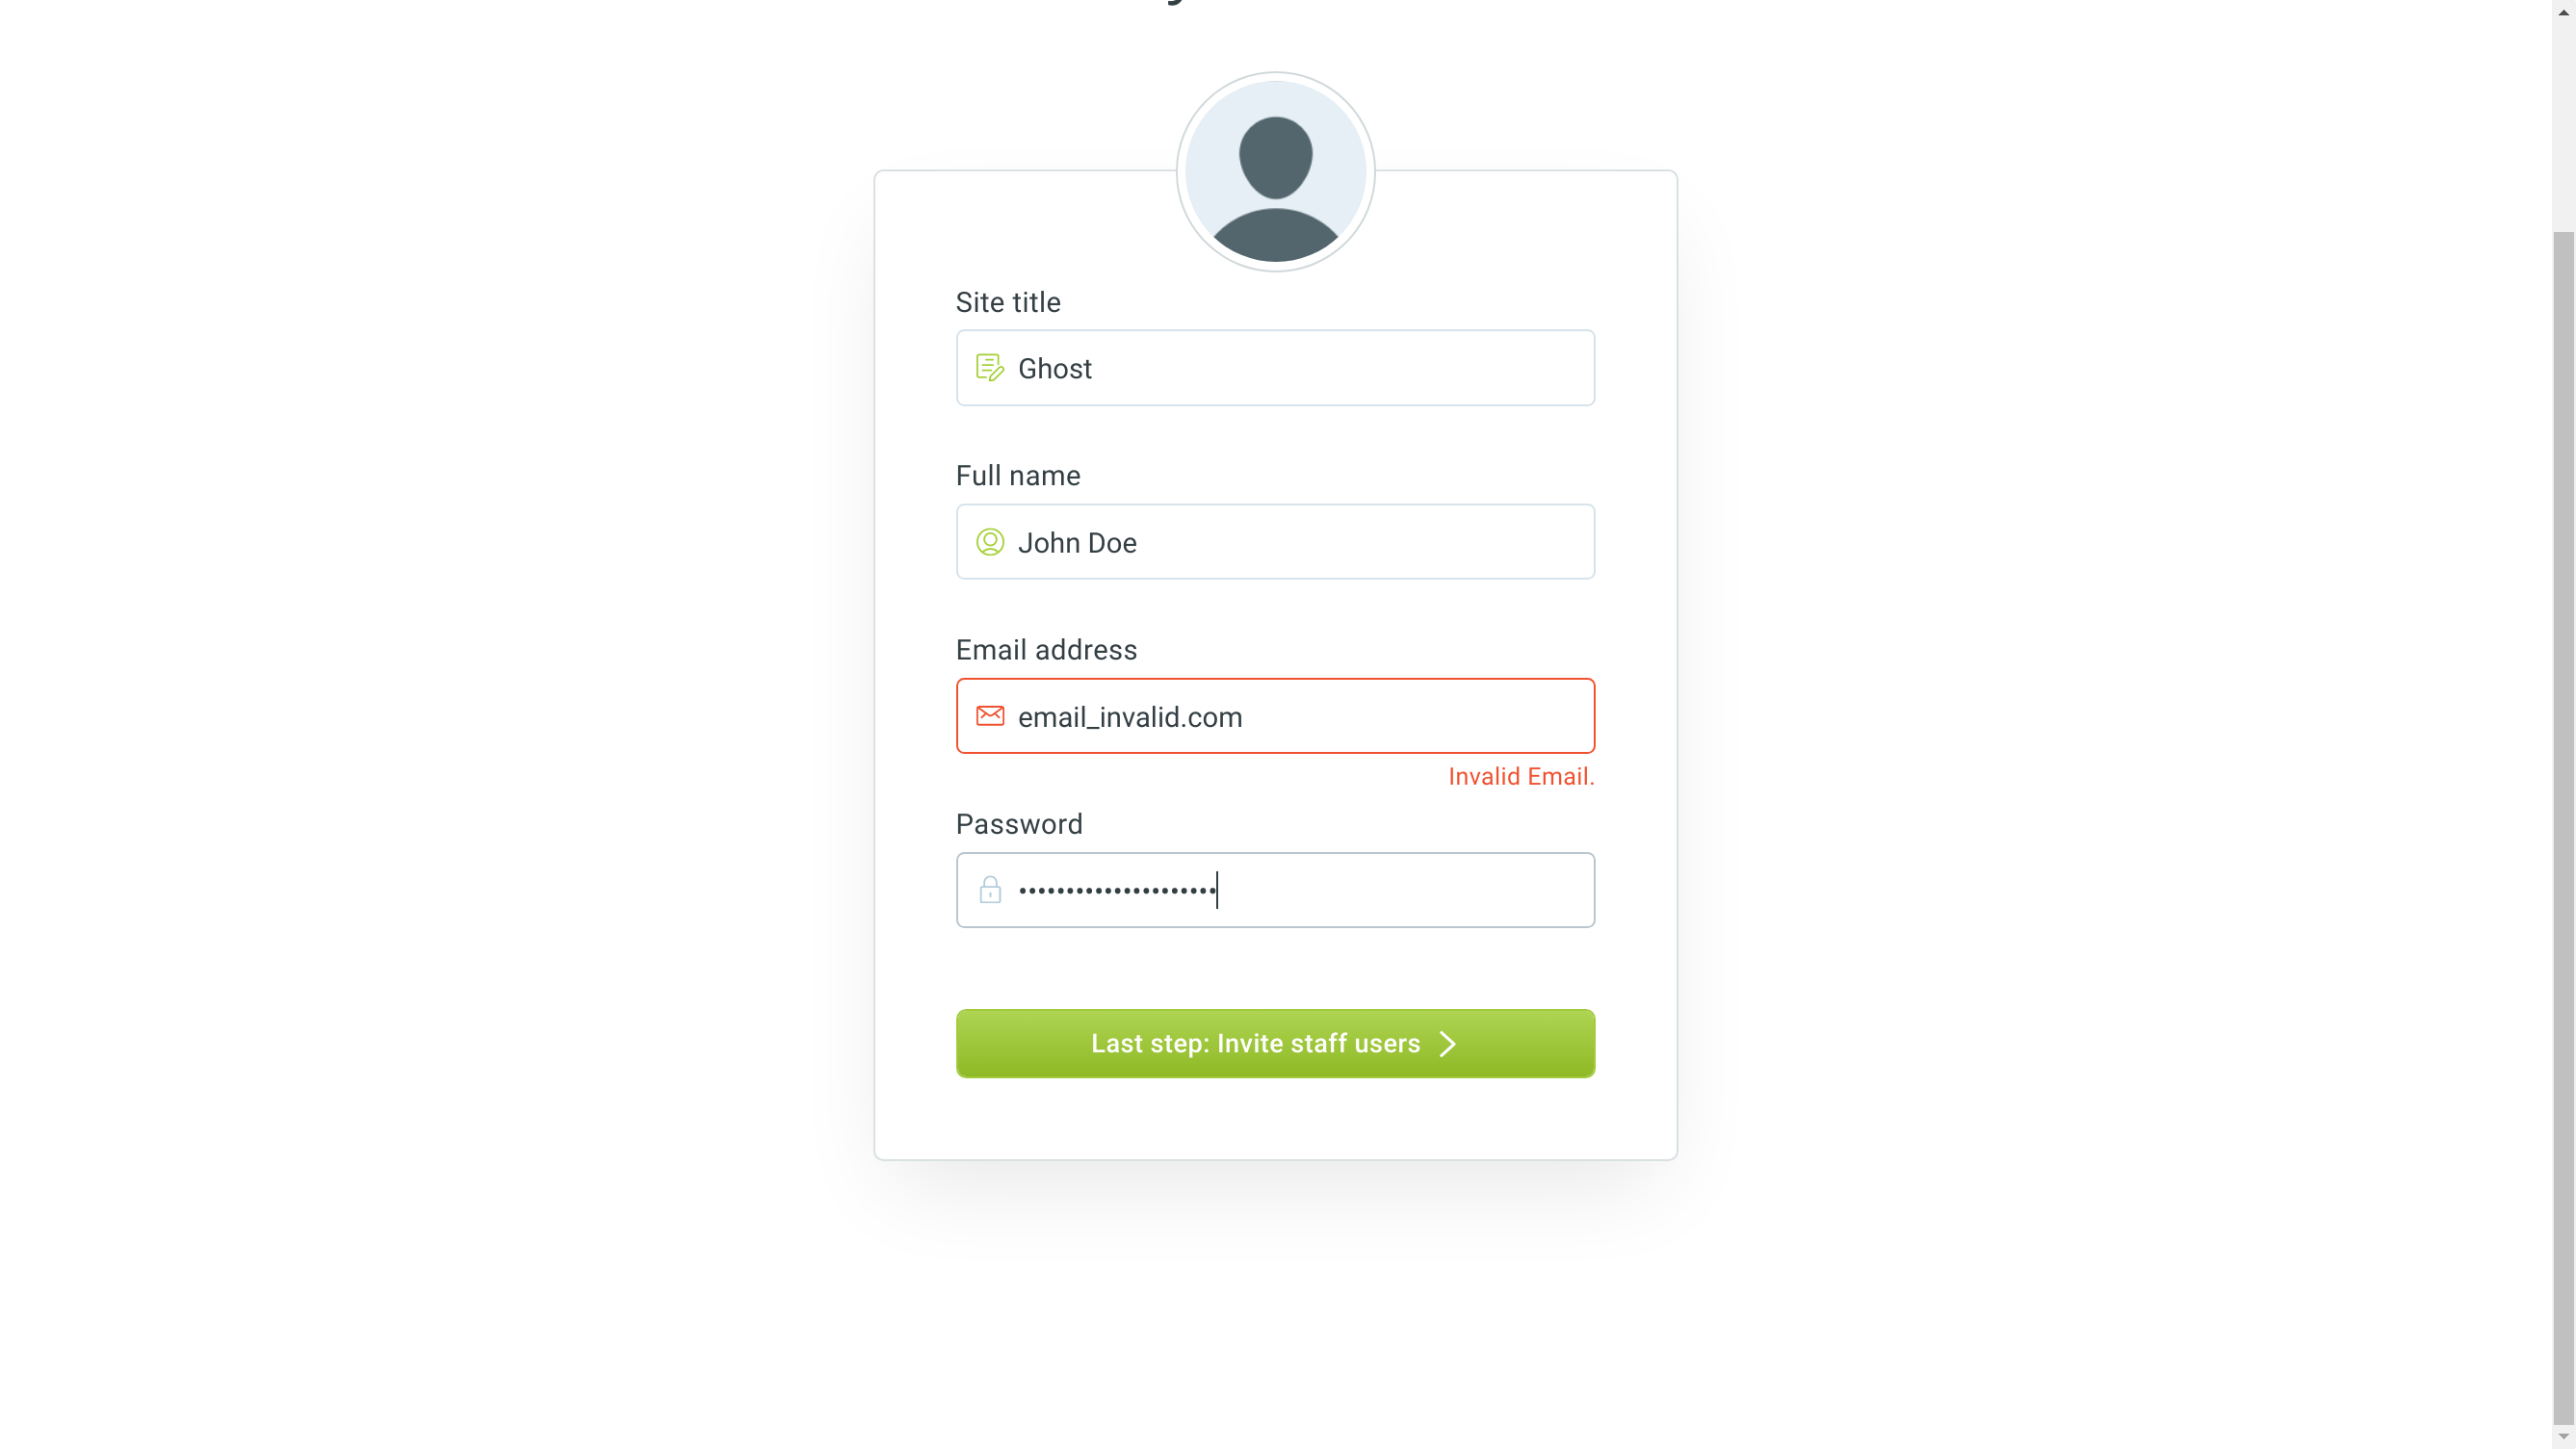 Site title
Ghost
Full name
John Doe
Email address
email_invalid.com
Invalid Email.
Password
•••••••••••••••••••••
Last step: Invite staff users